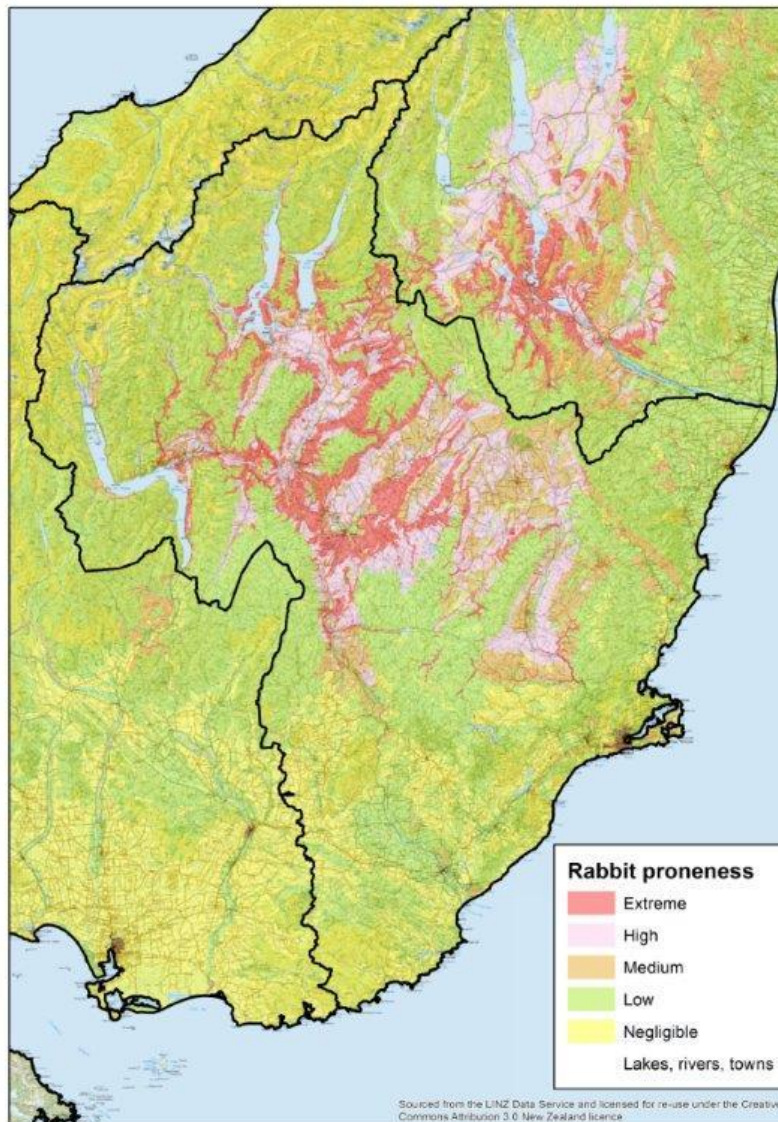 Rabbit proneness
Extreme
High
Medium
Low
Negligible
Lakes, rivers, towns
Sourced from the LINZ Data Service and licensed for re-use under the Creative
Commons Attribution 3.0 New Zealand licence